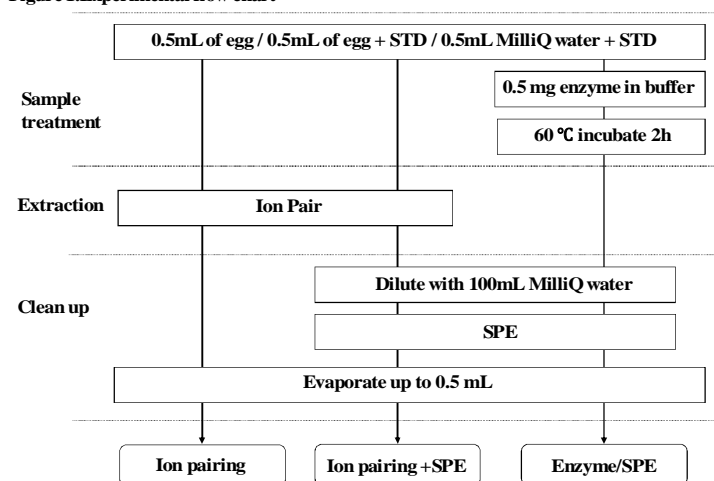 0.5mL of egg / 0.5mL of egg + STD / 0.5mL MilliQ water + STD
0.5 mg enzyme in buffer
Sample
treatment
60 ℃ incubate 2h
Extraction
Ion Pair
Dilute with 100mL MilliQ water
Clean up
SPE
Evaporate up to 0.5 mL
Ion pairing
Ion pairing +SPE
Enzyme/SPE